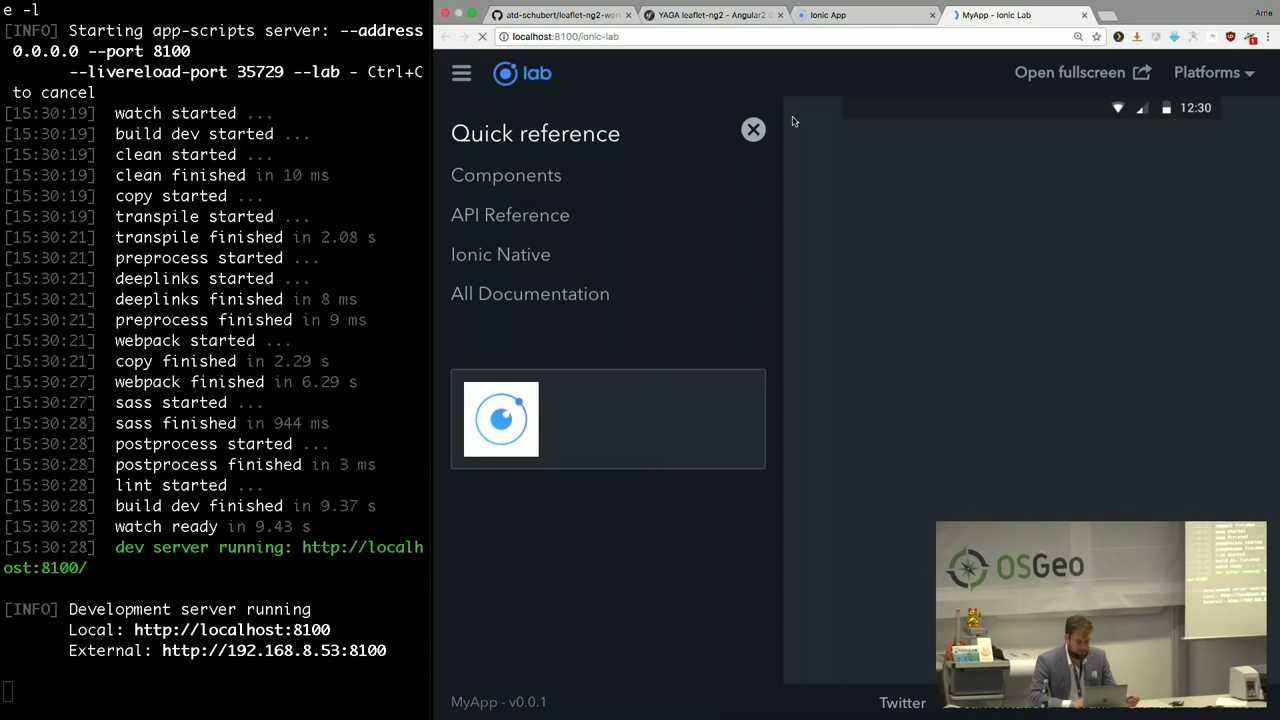 e -l
[INFO] Starting app-scripts server: --address
0.0.0.0 --port 8100
--livereload-port 35729 --lab - Ctrl+C
to cancel
[15:30:19] watch started ...
[15:30:19] build dev started ...
[15:30:19] clean started ...
[15:30:19] clean finished in 10 ms
[15:30:19] copy started ...
[15:30:19] transpile started ...
[15:30:21] transpile finished in 2.08 s
[15:30:21] preprocess started ...
[15:30:21] deeplinks started ...
[15:30:21] deeplinks finished in 8 ms
[15:30:21] preprocess finished in 9 ms
[15:30:21] webpack started ...
[15:30:21] copy finished in 2.29 s
[15:30:27] webpack finished in 6.29 s
[15:30:27] sass started ...
[15:30:28] sass finished in 944 ms
[15:30:28] postprocess started ...
[15:30:28] postprocess finished in 3 ms
[15:30:28] lint started ...
[15:30:28] build dev finished in 9.37 s
[15:30:28] watch ready in 9.43 s
[15:30:28] dev server running: http://localh
ost:8100/
[INFO] Development server running
Local: http://localhost:8100
External: http://192.168.8.53:8100
atd-schubert/leaflet-ng2-wor
YAGA leaflet-ng2 - Angular2 C
Ionic App
MyApp - Ionic Lab
Arne
localhost:8100/ionic-lab
lab
Open fullscreen
Platforms
12:30
Quick reference
Components
API Reference
Ionic Native
All Documentation
MyApp - v0.0.1
Twitter
OSGeo